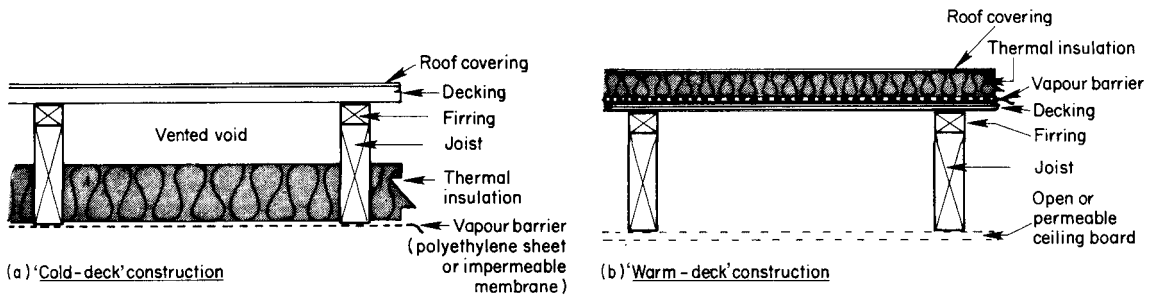 Roof covering
Decking
Firring
Vented void
Joist
Thermal
insulation
Vapour barrier
(polyethylene sheet
or impermeable
membrane)
(a) 'Cold-deck' construction
Roof covering
Thermal insulation
Vapour barrier
Decking
Firring
Joist
Open or
permeable
ceiling board
(b) 'Warm-deck' construction